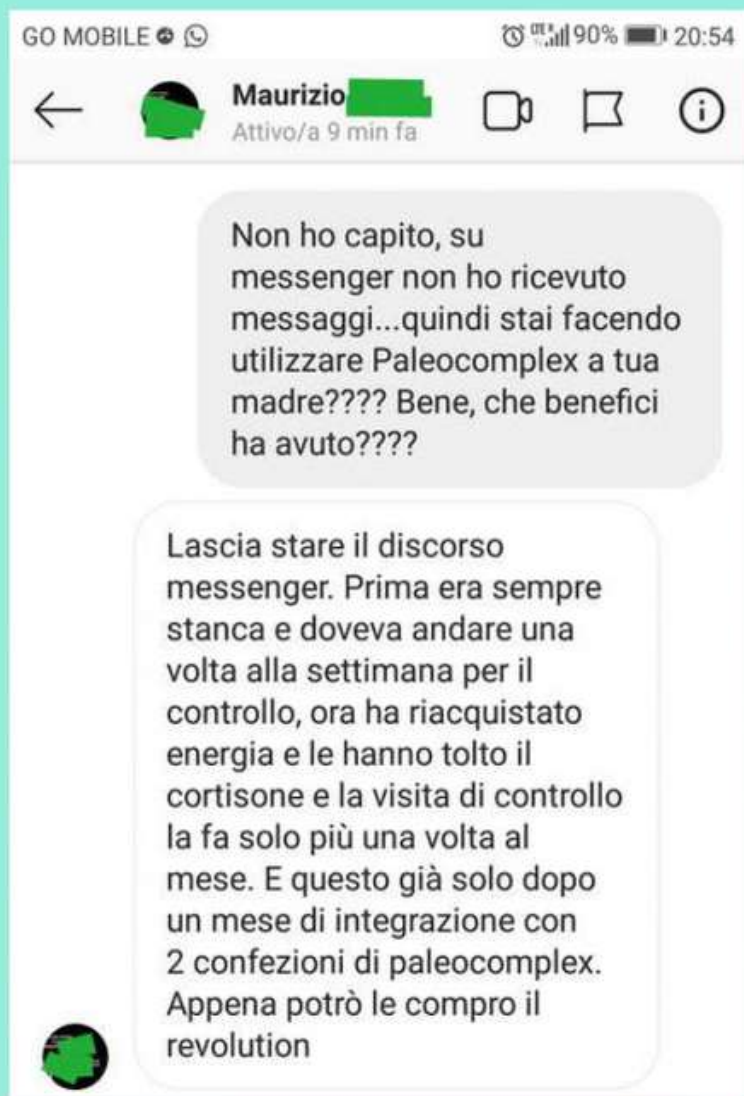 GO MOBILE 90% 20:54
Maurizio
Attivo/a 9 min fa
Non ho capito, su
messenger non ho ricevuto
messaggi...quindi stai facendo
utilizzare Paleocomplex a tua
madre???? Bene, che benefici
ha avuto????
Lascia stare il discorso
messenger. Prima era sempre
stanca e doveva andare una
volta alla settimana per il
controllo, ora ha riacquistato
energia e le hanno tolto il
cortisone e la visita di controllo
la fa solo più una volta al
mese. E questo già solo dopo
un mese di integrazione con
2 confezioni di paleocomplex.
Appena potrò le compro il
revolution